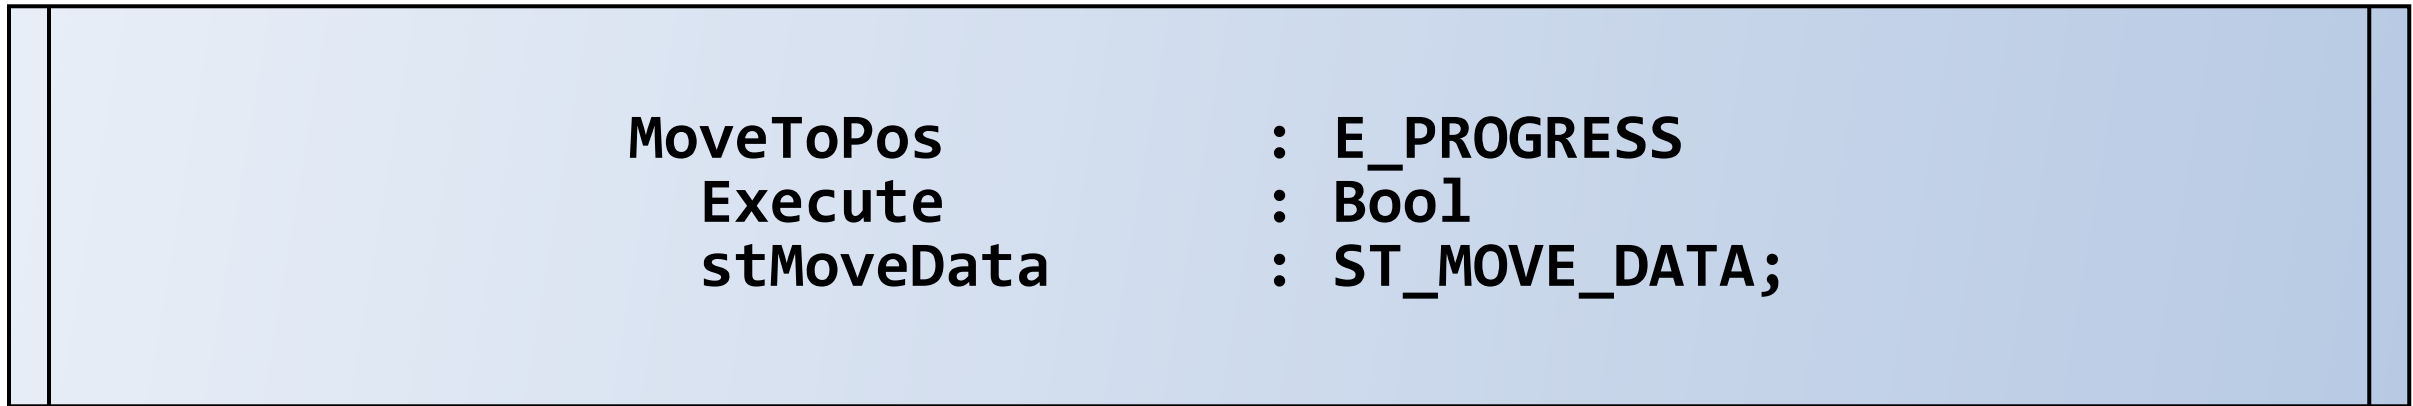 MoveToPos : E_PROGRESS
Execute : Bool
stMoveData : ST_MOVE_DATA;